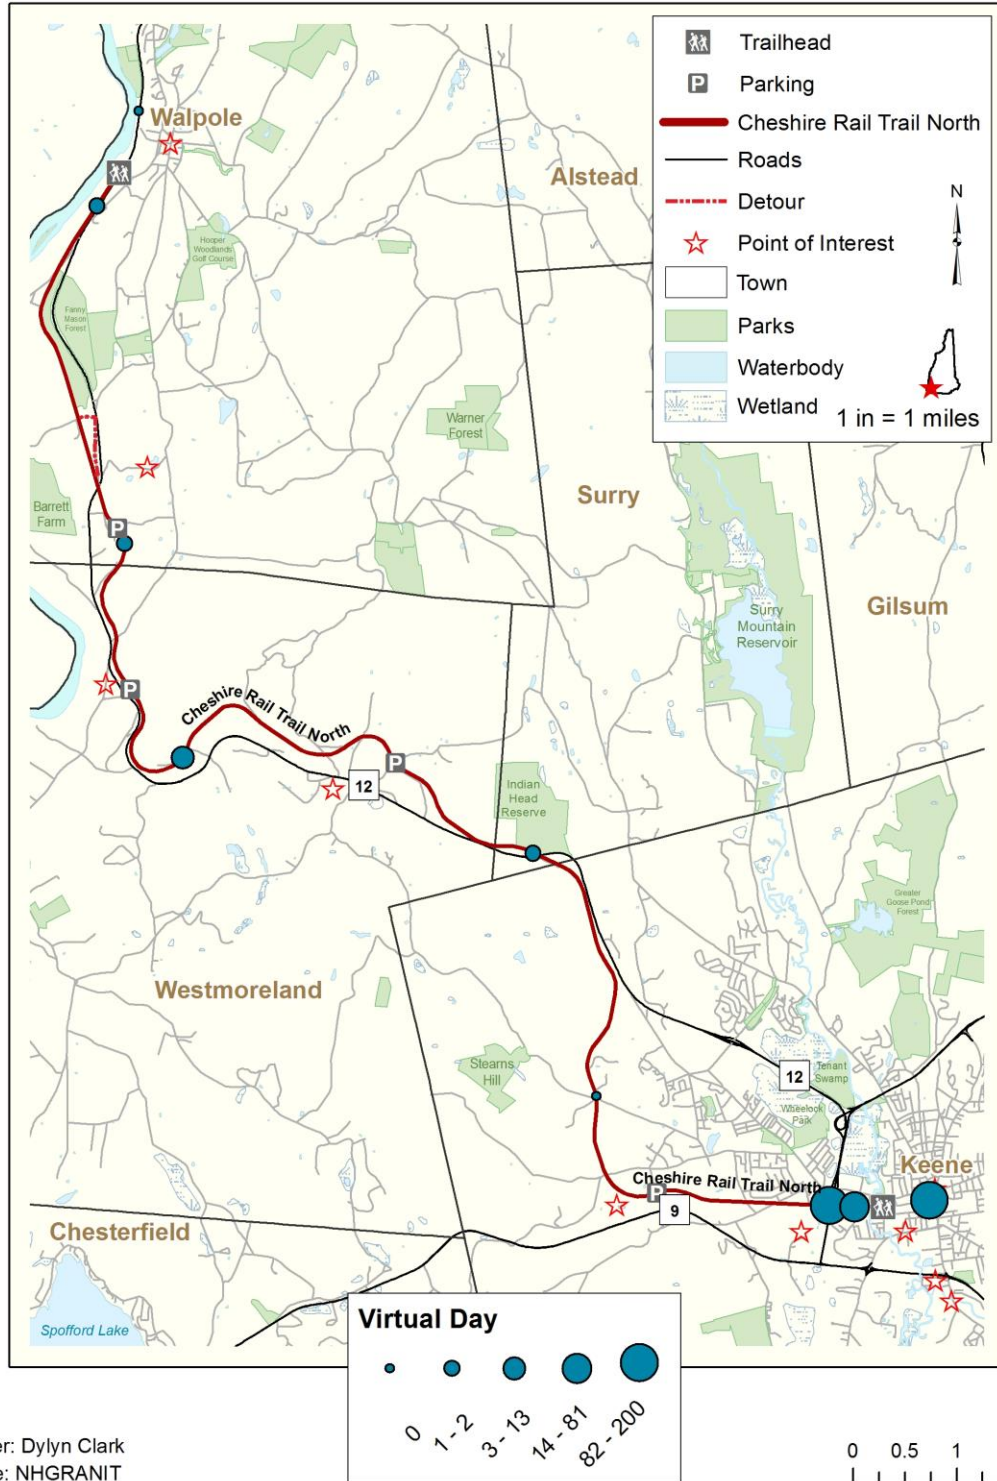 Trailhead
P
Parking
Cheshire Rail Trail North
Roads
Detour
Point of Interest
Town
Parks
Waterbody
Wetland
N
1 in = 1 miles
Walpole
Alstead
Hooper
Woodlands
Golf Course
Fanny
Mason
Forest
Warner
Forest
Surry
Barrett
Farm
P
Gilsum
Surry
Mountain
Reservoir
P
Cheshire Rail Trail North
P
12
Indian
Head
Reserve
Greater
Goose Pond
Forest
Westmoreland
Stearns
Hill
12
Tenant
Swamp
Wheelock
Park
Keene
Cheshire Rail Trail North
P
9
Chesterfield
Spofford Lake
Virtual Day
0
1 - 2
3 - 13
14 - 81
82 - 200
er: Dylyn Clark
e: NHGRANIT
0 0.5 1